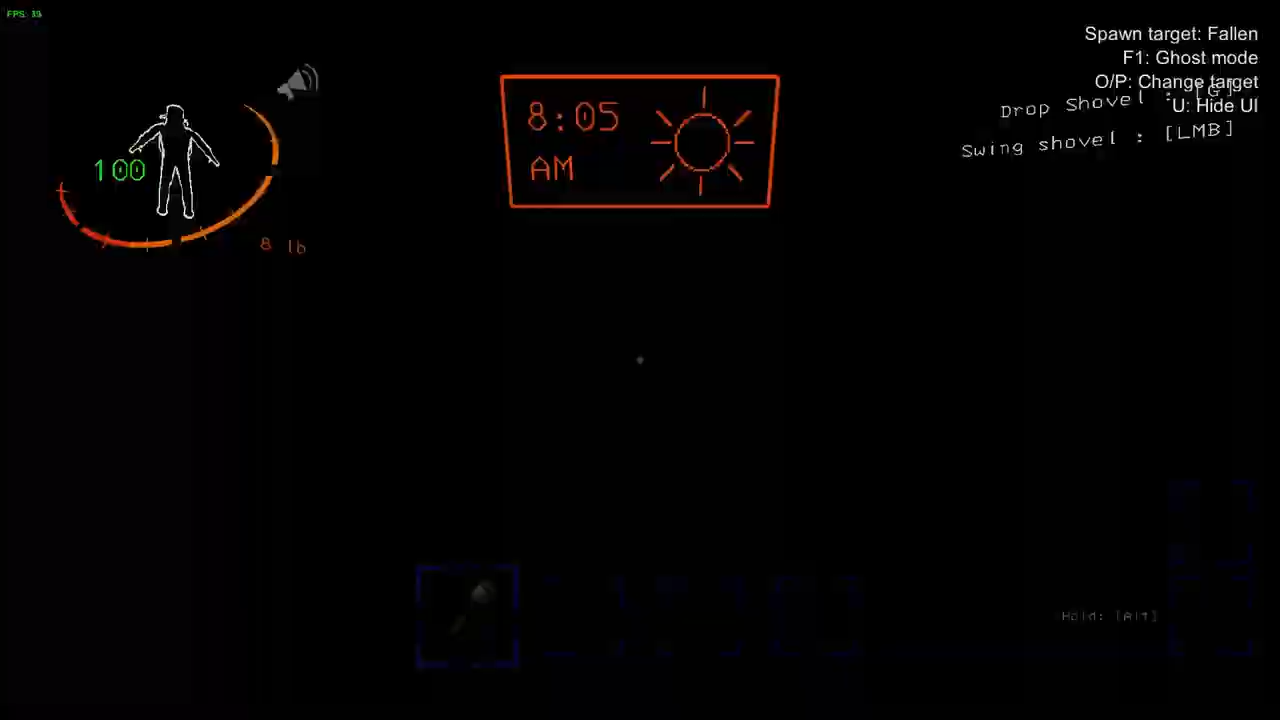 FPS: 39
Spawn target: Fallen
F1: Ghost mode
O/P: Change target
U: Hide UI
Drop Shovel : [G]
Swing shovel : [LMB]
100
8 lb
8:05
AM
Hold: [Alt]